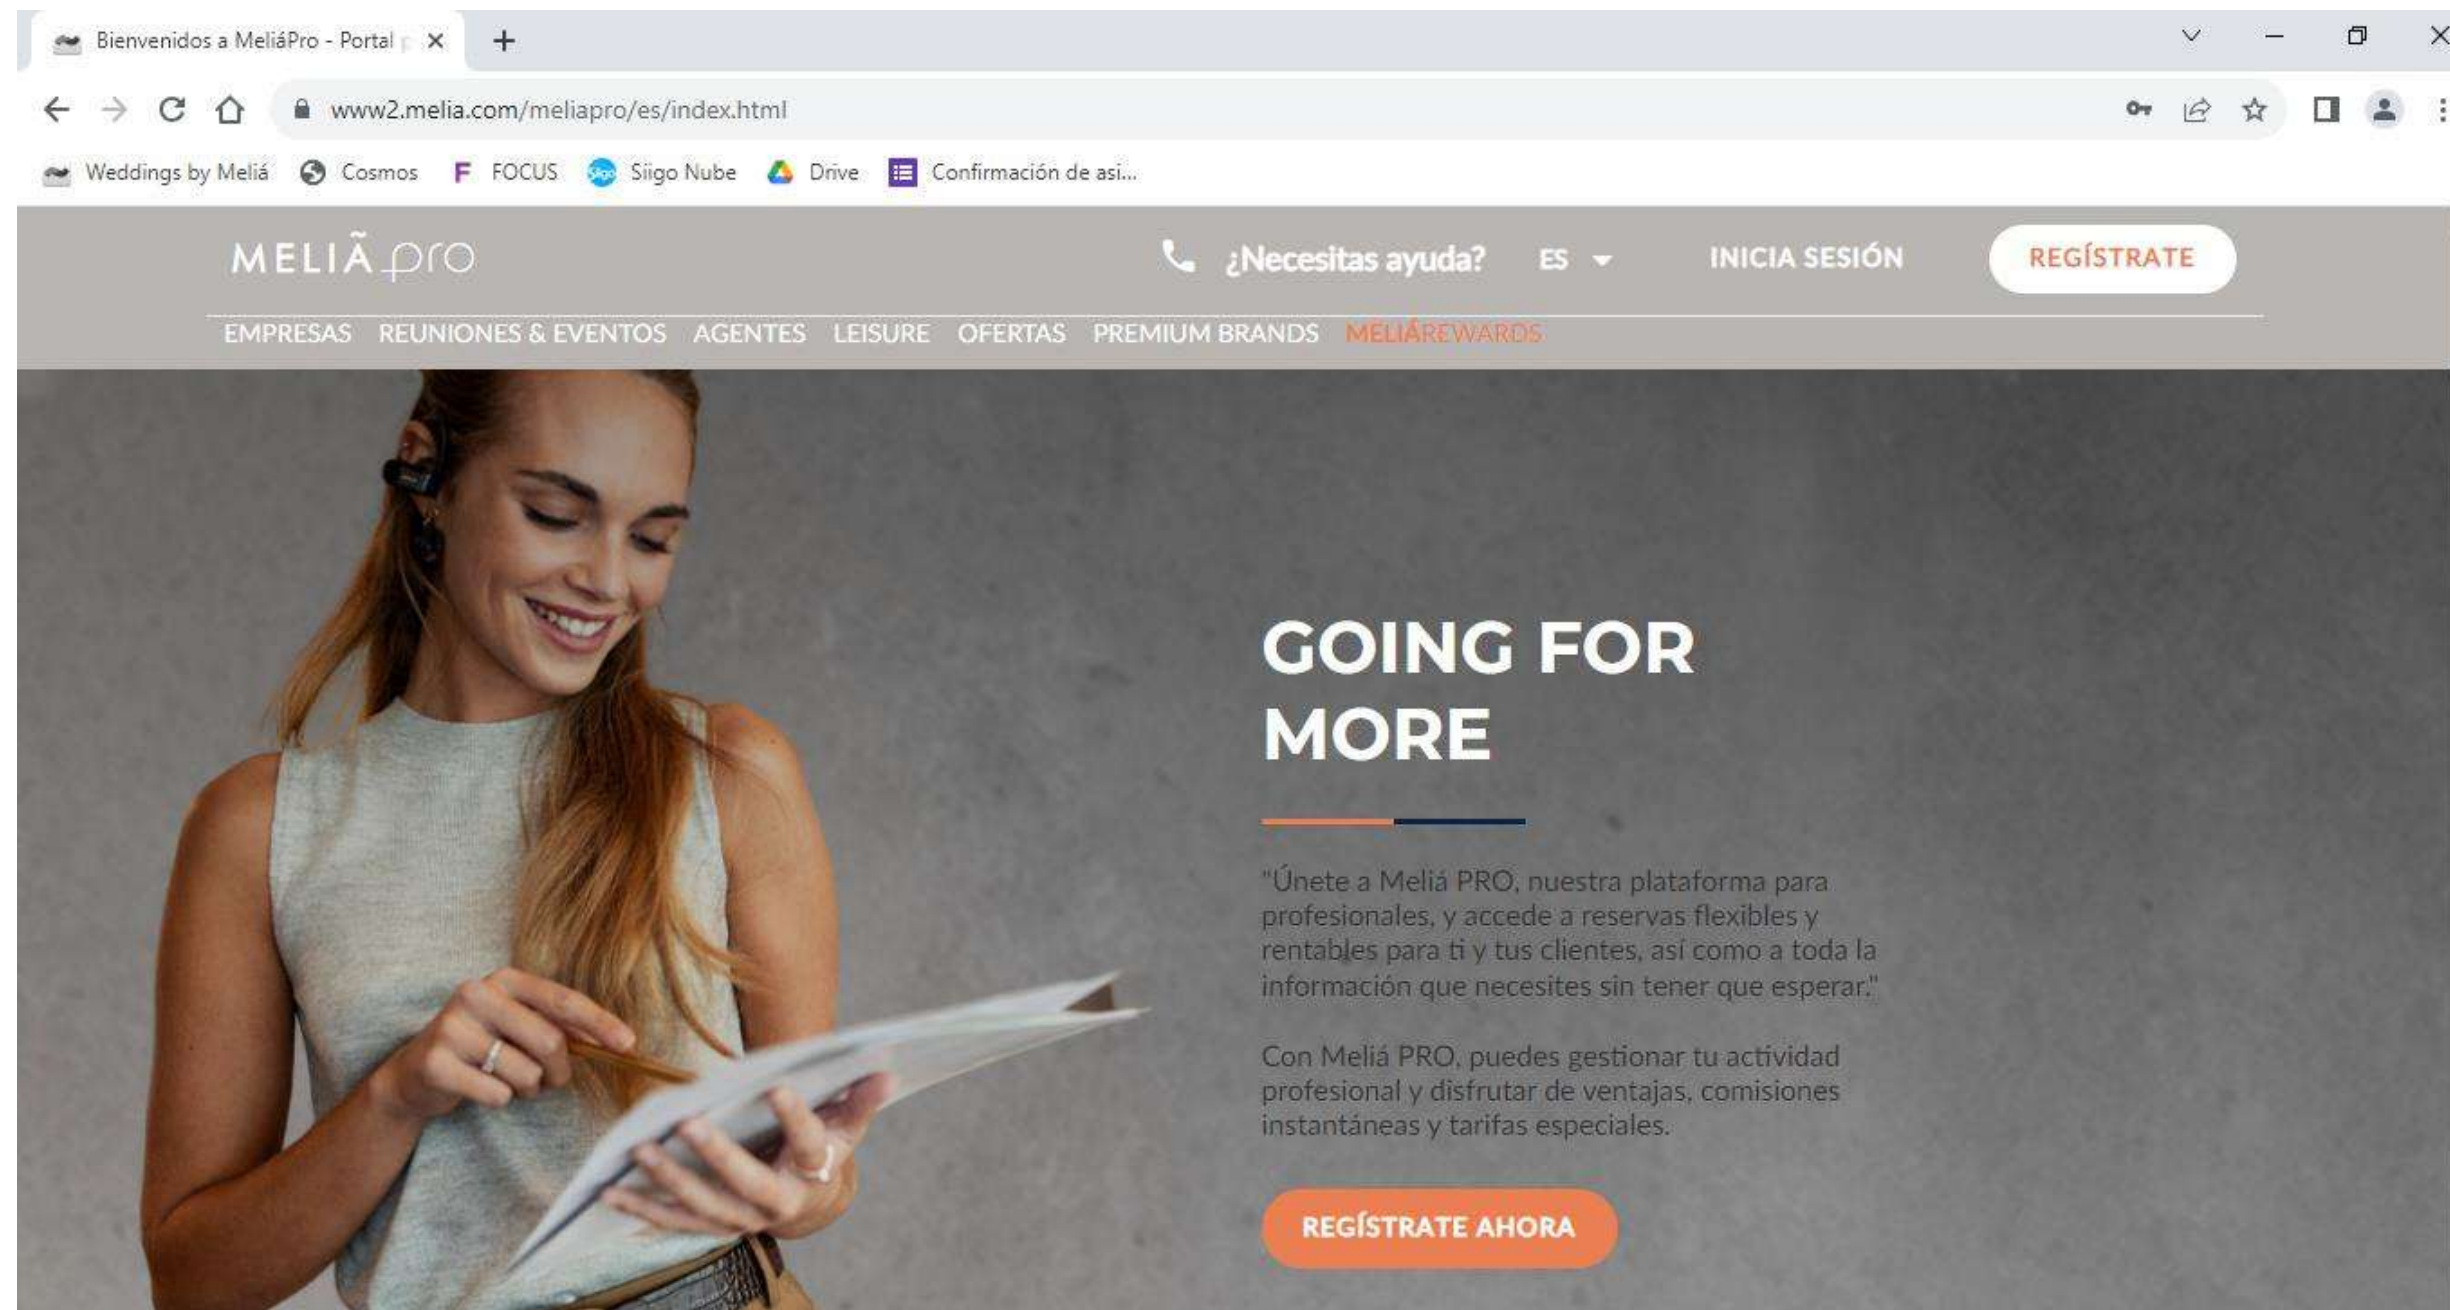 Bienvenidos a MeliáPro - Portal
www2.melia.com/meliapro/es/index.html
Weddings by Meliá Cosmos F FOCUS Siigo Siigo Nube Drive Confirmación de asi...
MELIÃ pro ¿Necesitas ayuda? ES INICIA SESIÓN REGÍSTRATE
EMPRESAS REUNIONES & EVENTOS AGENTES LEISURE OFERTAS PREMIUM BRANDS MELIÁREWARDS
GOING FOR
MORE
"Únete a Meliá PRO, nuestra plataforma para
profesionales, y accede a reservas flexibles y
rentables para ti y tus clientes, así como a toda la
información que necesites sin tener que esperar."
Con Meliá PRO, puedes gestionar tu actividad
profesional y disfrutar de ventajas, comisiones
instantáneas y tarifas especiales.
REGÍSTRATE AHORA